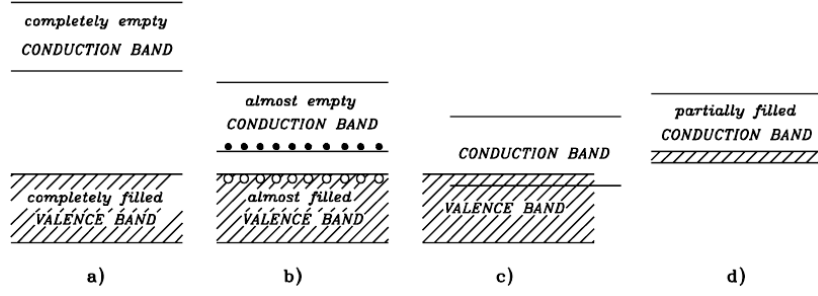 completely empty
CONDUCTION BAND
completely filled
VALENCE BAND
a)
almost empty
CONDUCTION BAND
almost filled
VALENCE BAND
b)
CONDUCTION BAND
VALENCE BAND
c)
partially filled
CONDUCTION BAND
d)